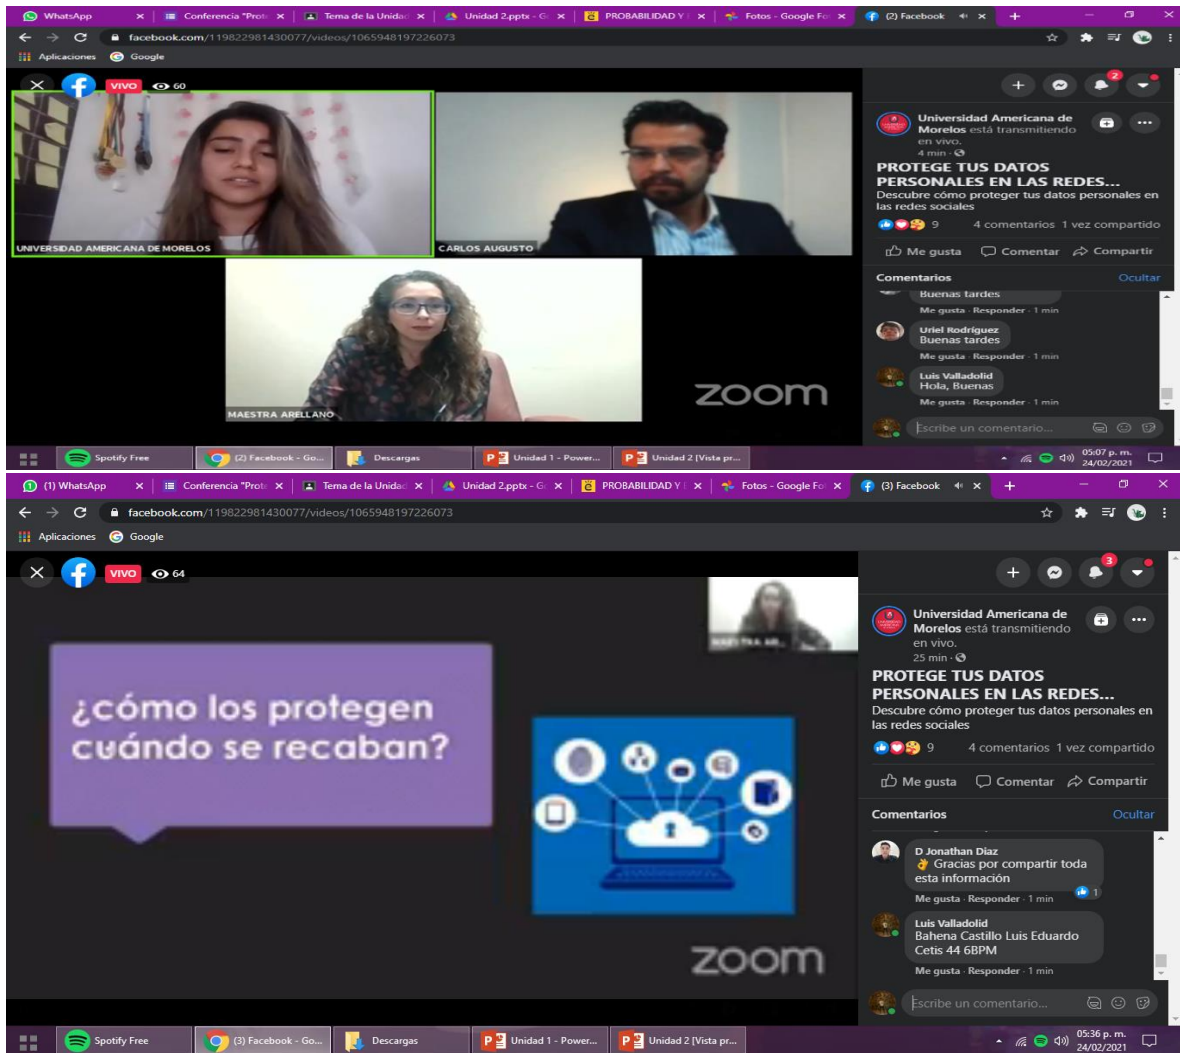 WhatsApp
Conferencia "Prote
Tema de la Unidad
Unidad 2.pptx - G
PROBABILIDAD Y
Fotos - Google Fo
(2) Facebook
facebook.com/119822981430077/videos/1065948197226073
Aplicaciones
Google
VIVO
60
UNIVERSIDAD AMERICANA DE MORELOS
CARLOS AUGUSTO
MAESTRA ARELLANO
zoom
2
Universidad Americana de
Morelos está transmitiendo
en vivo.
4 min
PROTEGE TUS DATOS
PERSONALES EN LAS REDES...
Descubre cómo proteger tus datos personales en
las redes sociales
9
4 comentarios 1 vez compartido
Me gusta
Comentar
Compartir
Comentarios
Ocultar
Buenas tardes
Me gusta · Responder · 1 min
Uriel Rodríguez
Buenas tardes
Me gusta · Responder · 1 min
Luis Valladolid
Hola, Buenas
Me gusta · Responder · 1 min
Escribe un comentario...
Spotify Free
(2) Facebook - Go...
Descargas
Unidad 1 - Power...
Unidad 2 [Vista pr...
05:07 p. m.
24/02/2021
(1) WhatsApp
Conferencia "Prote
Tema de la Unidad
Unidad 2.pptx - G
PROBABILIDAD Y
Fotos - Google Fo
(3) Facebook
facebook.com/119822981430077/videos/1065948197226073
Aplicaciones
Google
VIVO
64
MAESTRA AR...
¿cómo los protegen
cuándo se recaban?
zoom
3
Universidad Americana de
Morelos está transmitiendo
en vivo.
25 min
PROTEGE TUS DATOS
PERSONALES EN LAS REDES...
Descubre cómo proteger tus datos personales en
las redes sociales
9
4 comentarios 1 vez compartido
Me gusta
Comentar
Compartir
Comentarios
Ocultar
D Jonathan Diaz
Gracias por compartir toda
esta información
1
Me gusta · Responder · 1 min
Luis Valladolid
Bahena Castillo Luis Eduardo
Cetis 44 6BPM
Me gusta · Responder · 1 min
Escribe un comentario...
Spotify Free
(3) Facebook - Go...
Descargas
Unidad 1 - Power...
Unidad 2 [Vista pr...
05:36 p. m.
24/02/2021